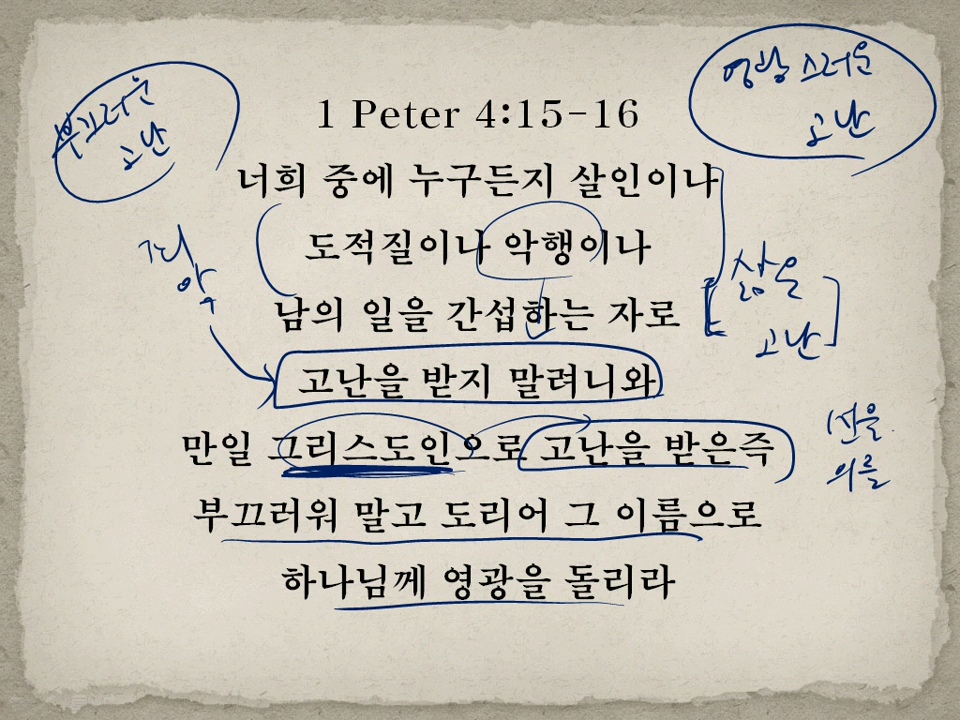 부끄러운
고난
영광스러운
고난
1 Peter 4:15-16
너희 중에 누구든지 살인이나
도적질이나 악행이나
남의 일을 간섭하는 자로
고난을 받지 말려니와
만일 그리스도인으로 고난을 받은즉
부끄러워 말고 도리어 그 이름으로
하나님께 영광을 돌리라
죄
악
삶은
고난
선을
의를